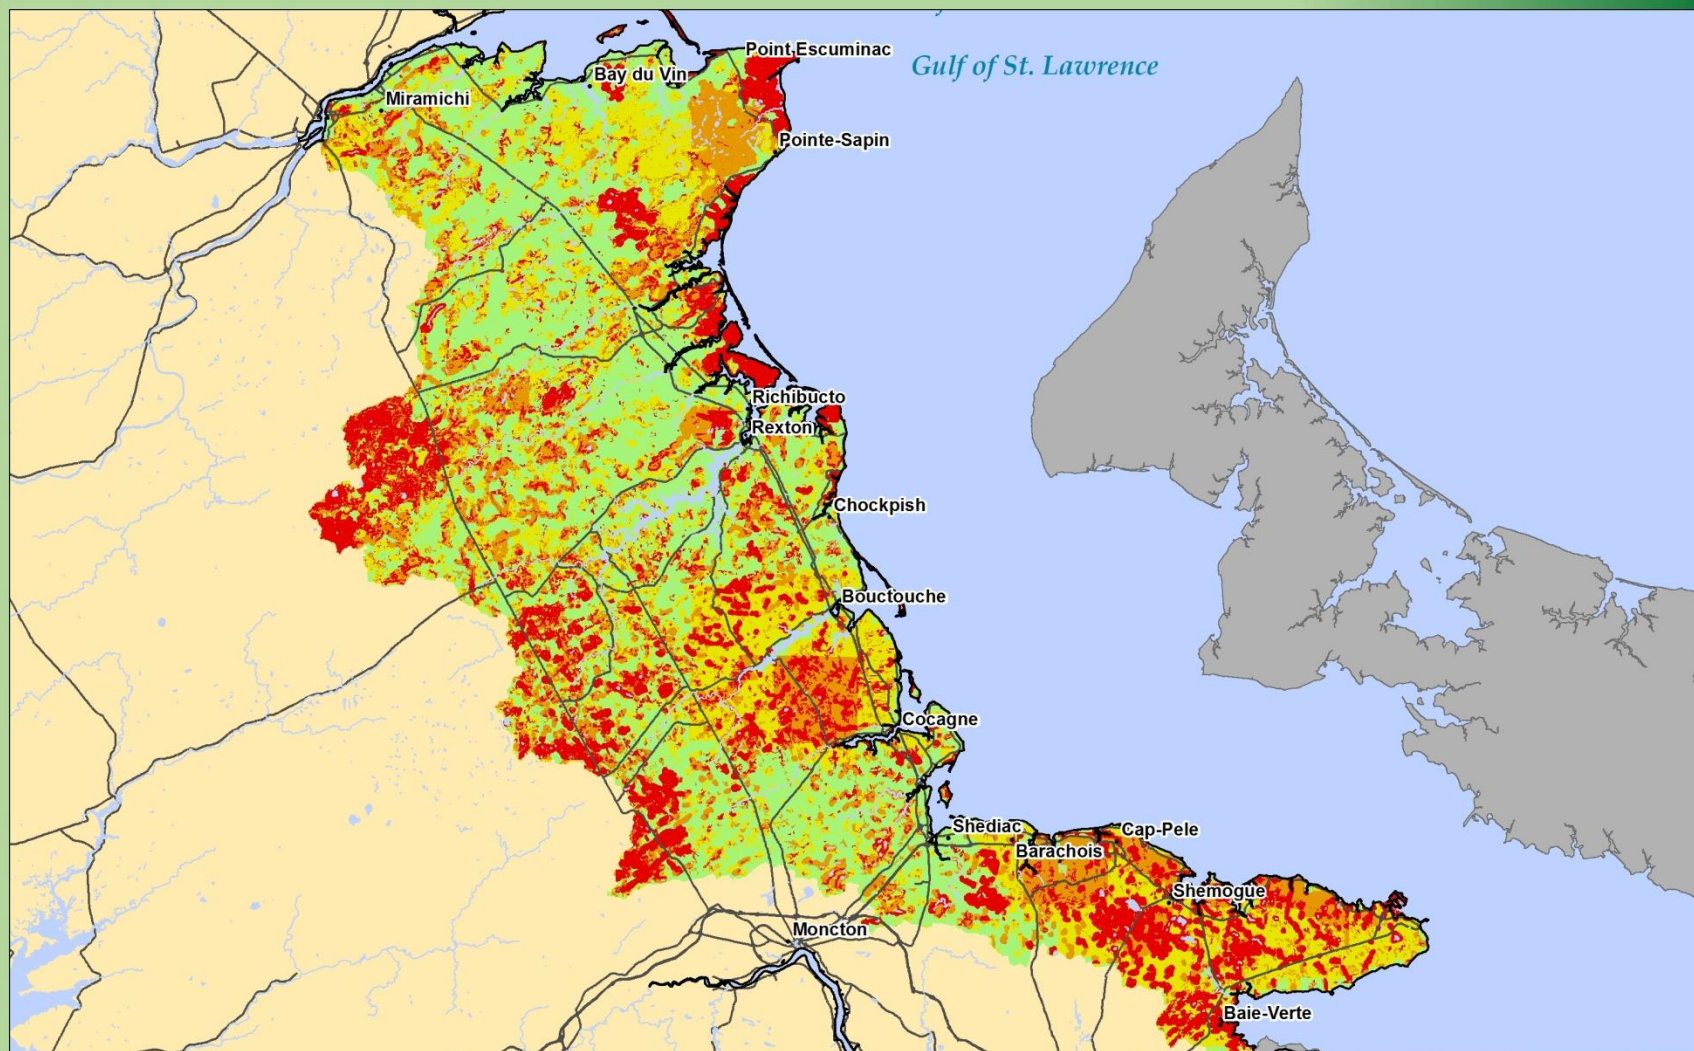 Point Escuminac
Gulf of St. Lawrence
Bay du Vin
Miramichi
Pointe-Sapin
Richibucto
Rexton
Chockpish
Bouctouche
Cocagne
Shediac
Cap-Pele
Barachois
Shemogue
Moncton
Baie-Verte